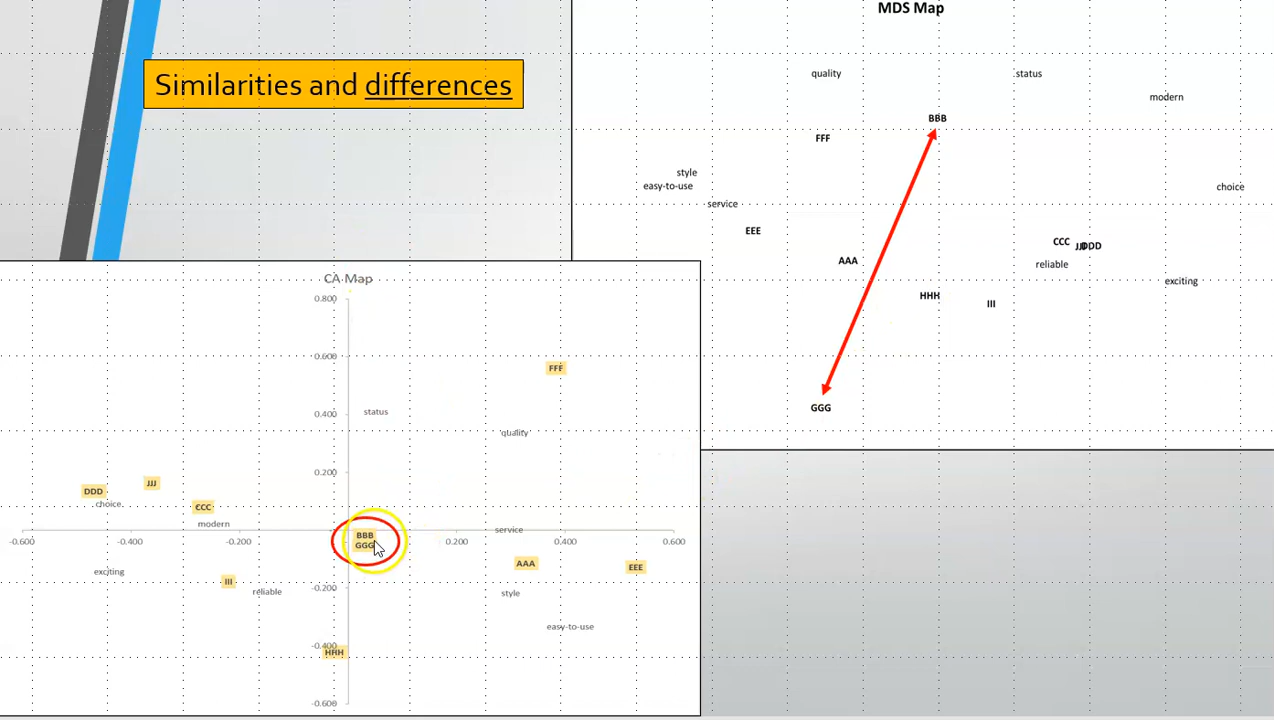 Similarities and differences
MDS Map
quality
status
modern
BBB
FFF
style
easy-to-use
choice
service
EEE
CCC
JJJ
DDD
AAA
reliable
exciting
HHH
III
GGG
CA Map
0.800
0.600
FFF
0.400
status
quality
0.200
JJJ
DDD
choice
CCC
modern
service
-0.600
-0.400
-0.200
BBB
GGG
0.200
0.400
0.600
AAA
EEE
exciting
III
-0.200
reliable
style
easy-to-use
-0.400
HHH
-0.600